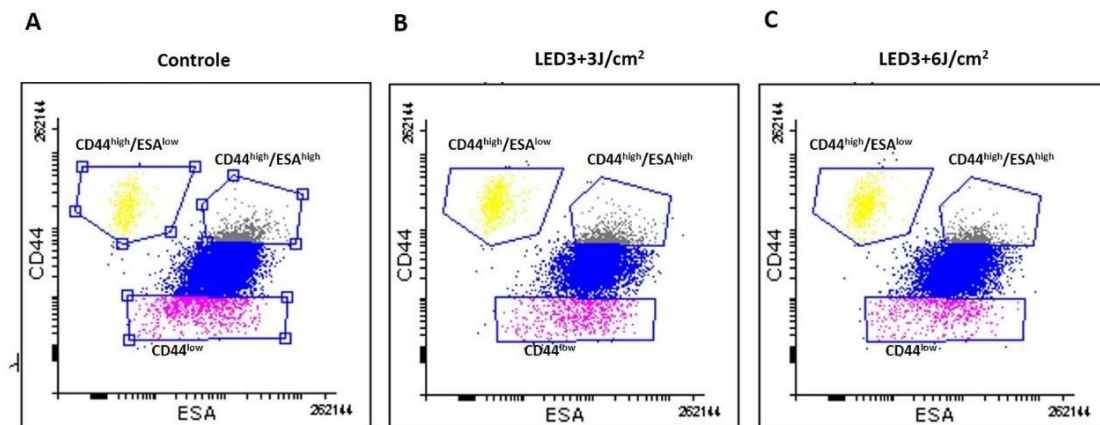 A
Controle
262144
CD44
CD44high/ESAlow
CD44high/ESAhigh
CD44low
ESA
262144
B
LED3+3J/cm²
262144
CD44
CD44high/ESAlow
CD44high/ESAhigh
CD44low
ESA
262144
C
LED3+6J/cm²
262144
CD44
CD44high/ESAlow
CD44high/ESAhigh
CD44low
ESA
262144